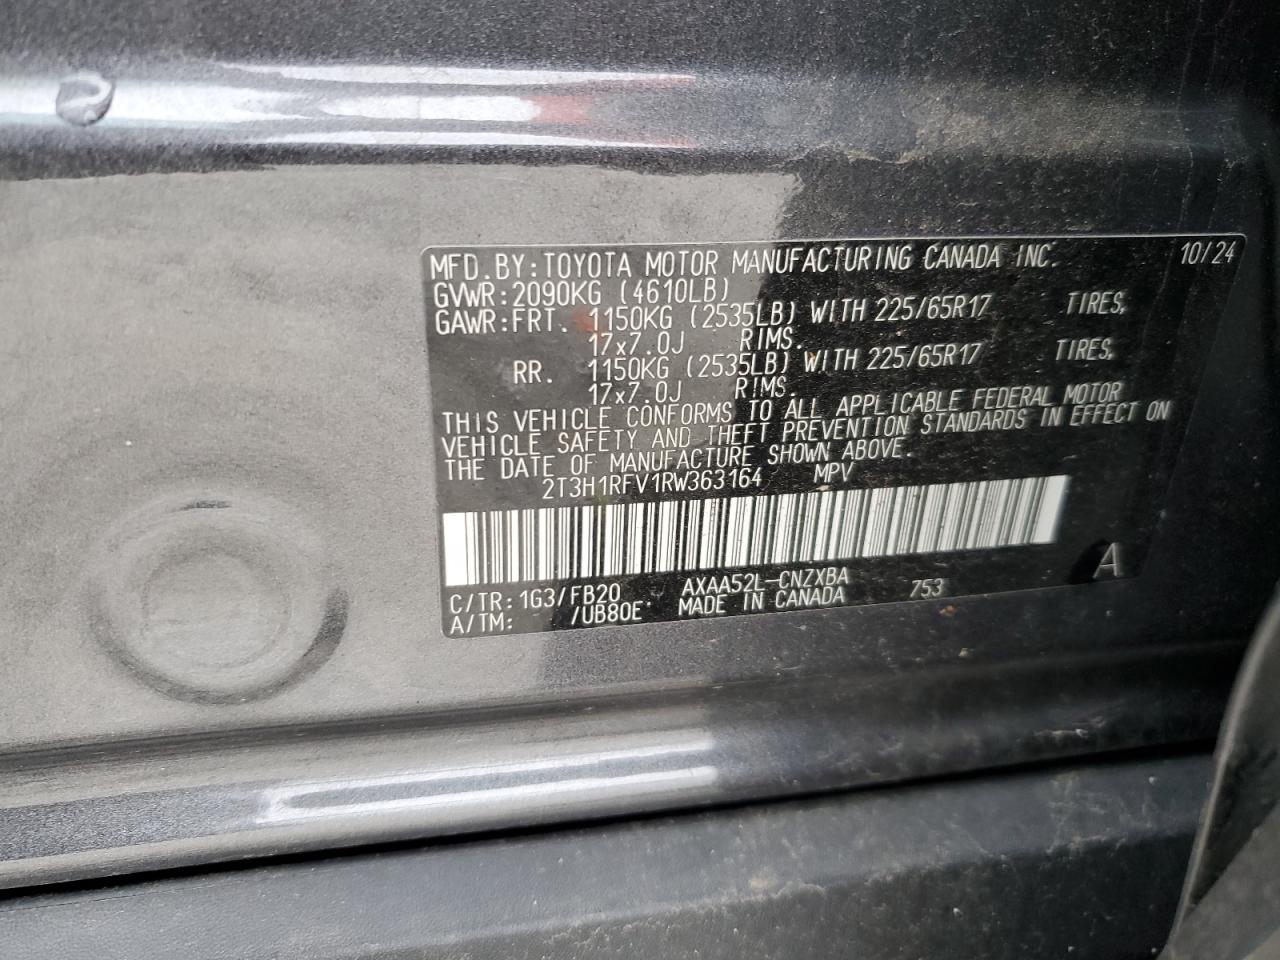 MFD.BY:TOYOTA MOTOR MANUFACTURING CANADA INC. 10/24
GVWR:2090KG (4610LB)
GAWR:FRT. 1150KG (2535LB) WITH 225/65R17 TIRES,
17x7.0J RIMS.
RR. 1150KG (2535LB) WITH 225/65R17 TIRES,
17x7.0J RIMS.
THIS VEHICLE CONFORMS TO ALL APPLICABLE FEDERAL MOTOR
VEHICLE SAFETY AND THEFT PREVENTION STANDARDS IN EFFECT ON
THE DATE OF MANUFACTURE SHOWN ABOVE.
2T3H1RFV1RW363164 MPV
C/TR:1G3/FB20 AXAA52L-CNZXBA 753 A
A/TM: /UB80E MADE IN CANADA